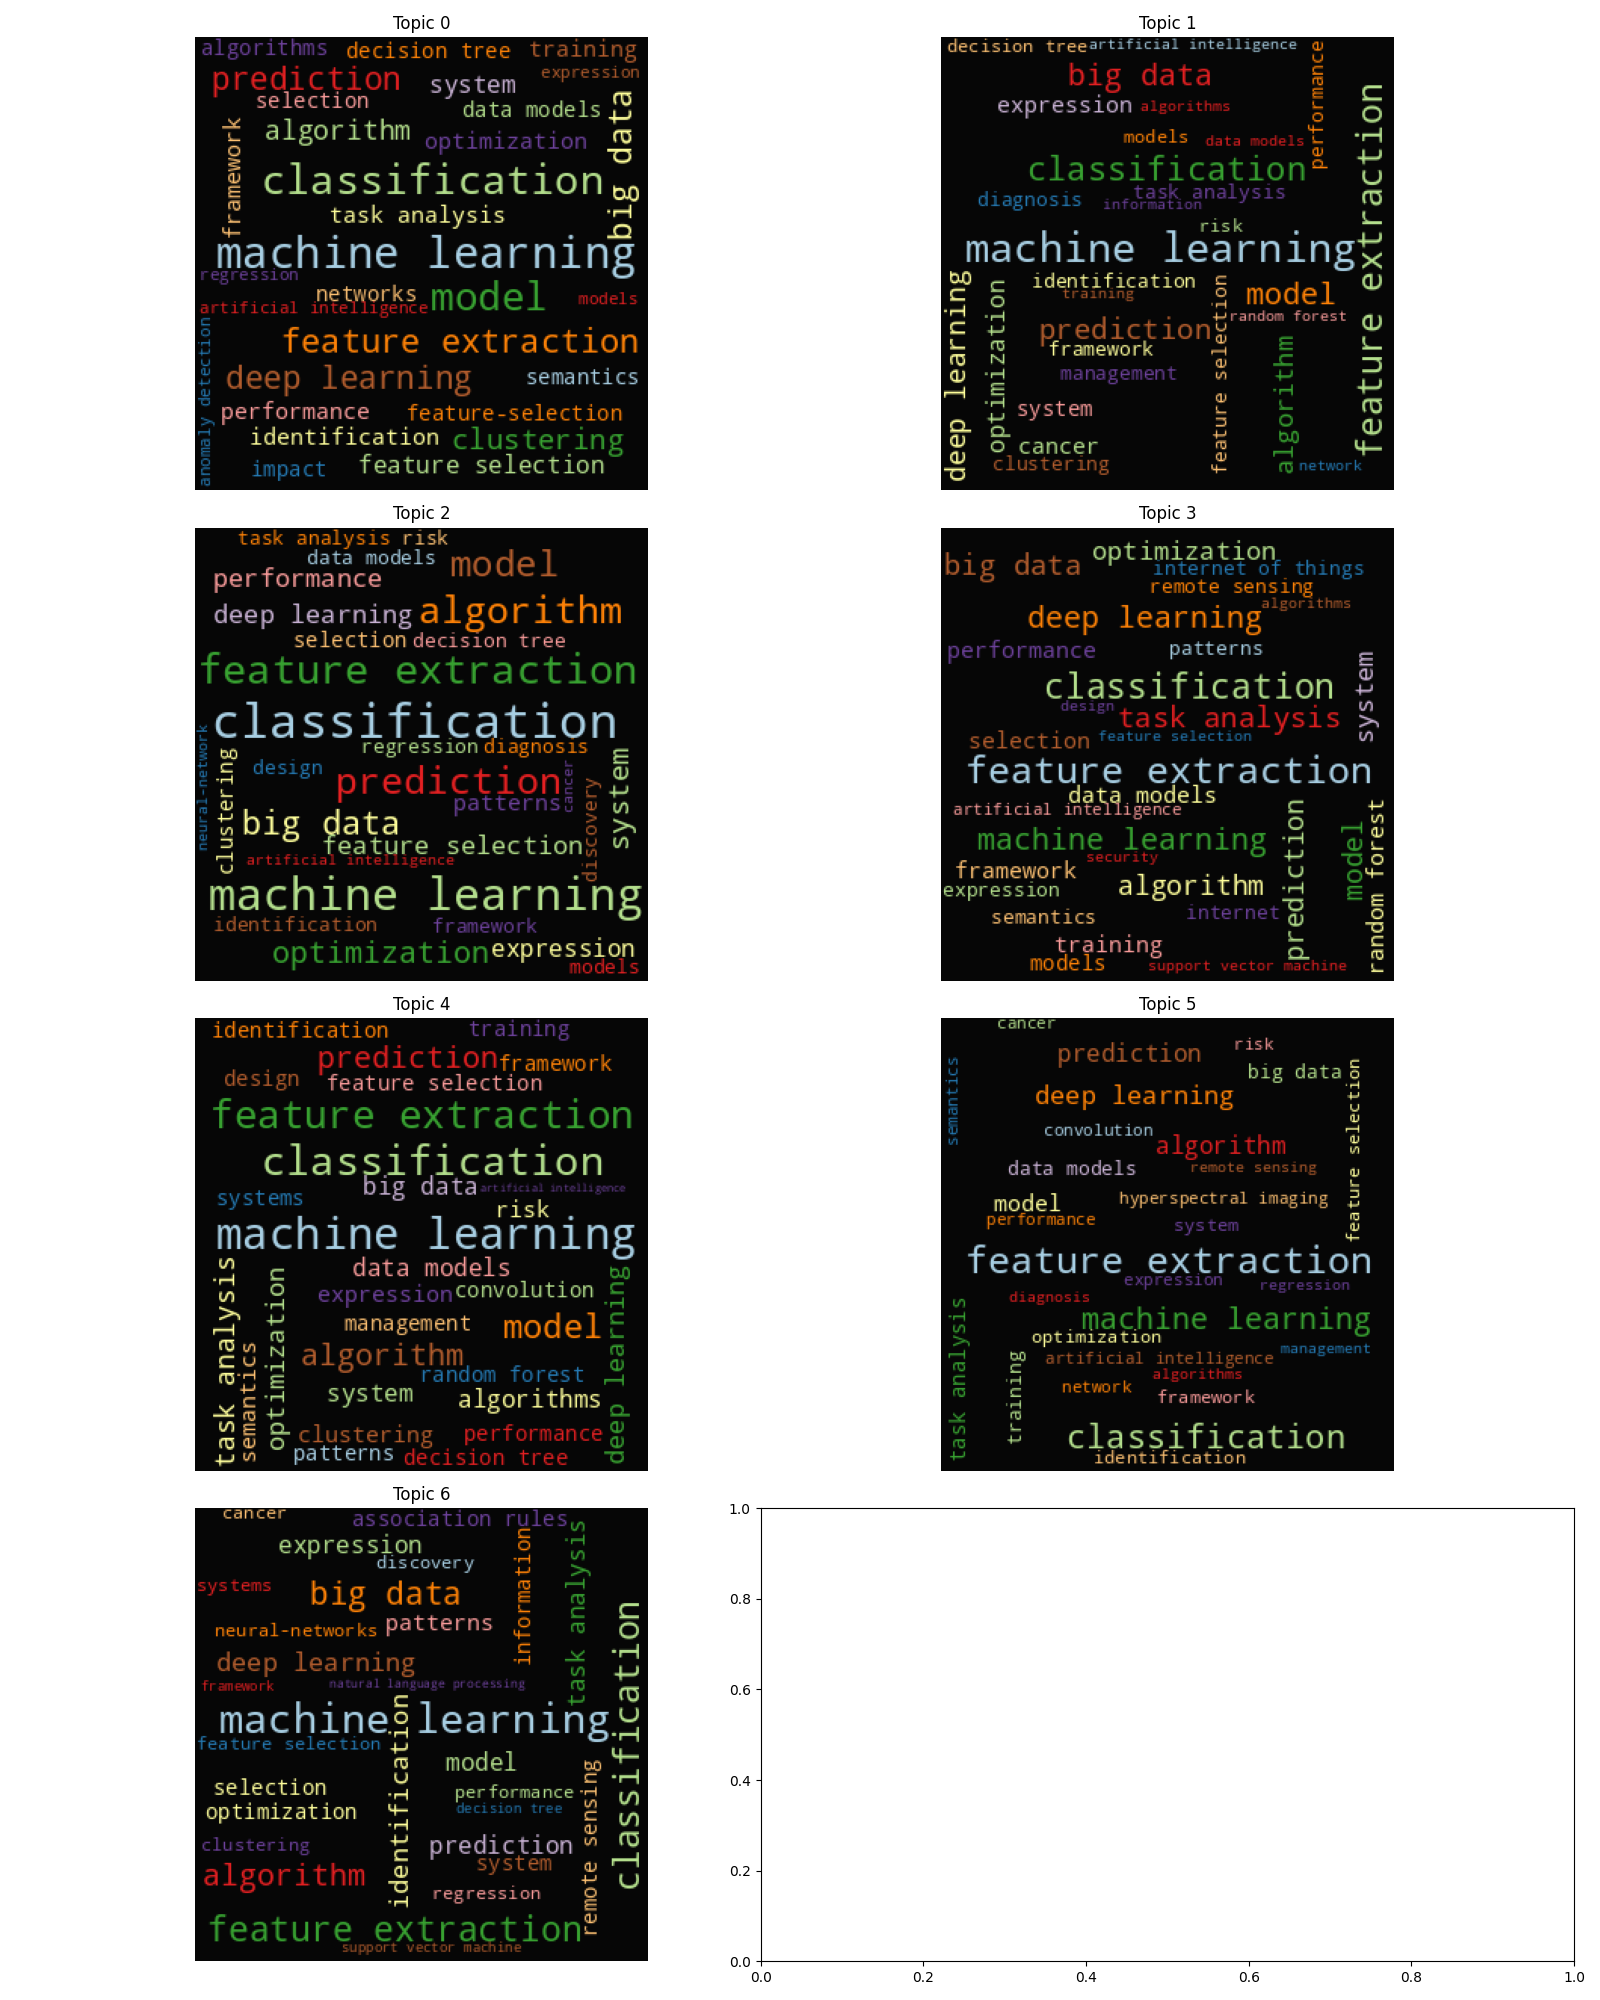 Topic 0
algorithms decision tree training
prediction system expression
selection data models
algorithm optimization
framework
big data
classification
task analysis
machine learning
regression
networks model models
artificial intelligence
feature extraction
anomaly detection
deep learning semantics
performance feature-selection
identification clustering
impact feature selection
Topic 1
decision tree artificial intelligence
big data
performance
expression algorithms
models data models
feature extraction
classification
task analysis
diagnosis information
risk
machine learning
deep learning
optimization
identification
training
feature selection
model
random forest
prediction
framework
algorithm
management
system
cancer
clustering network
Topic 2
task analysis risk
data models model
performance
deep learning algorithm
selection decision tree
feature extraction
classification
neural-network
clustering
regression diagnosis
design prediction
cancer
system
patterns
discovery
big data
feature selection
artificial intelligence
machine learning
identification framework
optimization expression
models
Topic 3
optimization
big data internet of things
remote sensing
algorithms
deep learning
performance patterns
system
classification
design task analysis
selection feature selection
feature extraction
data models
artificial intelligence
prediction
model
random forest
machine learning
security
framework
expression algorithm
semantics internet
training
models support vector machine
Topic 4
identification training
prediction framework
design feature selection
feature extraction
classification
big data artificial intelligence
systems risk
machine learning
task analysis
semantics
optimization
data models
deep learning
expression convolution
management model
algorithm
random forest
system algorithms
clustering performance
patterns decision tree
Topic 5
cancer
prediction risk
semantics
big data
feature selection
deep learning
convolution algorithm
data models remote sensing
model hyperspectral imaging
performance system
feature extraction
expression regression
diagnosis
task analysis
machine learning
optimization
management
training
artificial intelligence
algorithms
network framework
classification
identification
Topic 6
cancer association rules
expression
information
task analysis
discovery
systems big data
neural-networks patterns
classification
deep learning
framework natural language processing
machine learning
identification
feature selection
model
remote sensing
selection performance
optimization decision tree
clustering prediction
system
algorithm regression
feature extraction
support vector machine
1.0
0.8
0.6
0.4
0.2
0.0
0.0 0.2 0.4 0.6 0.8 1.0